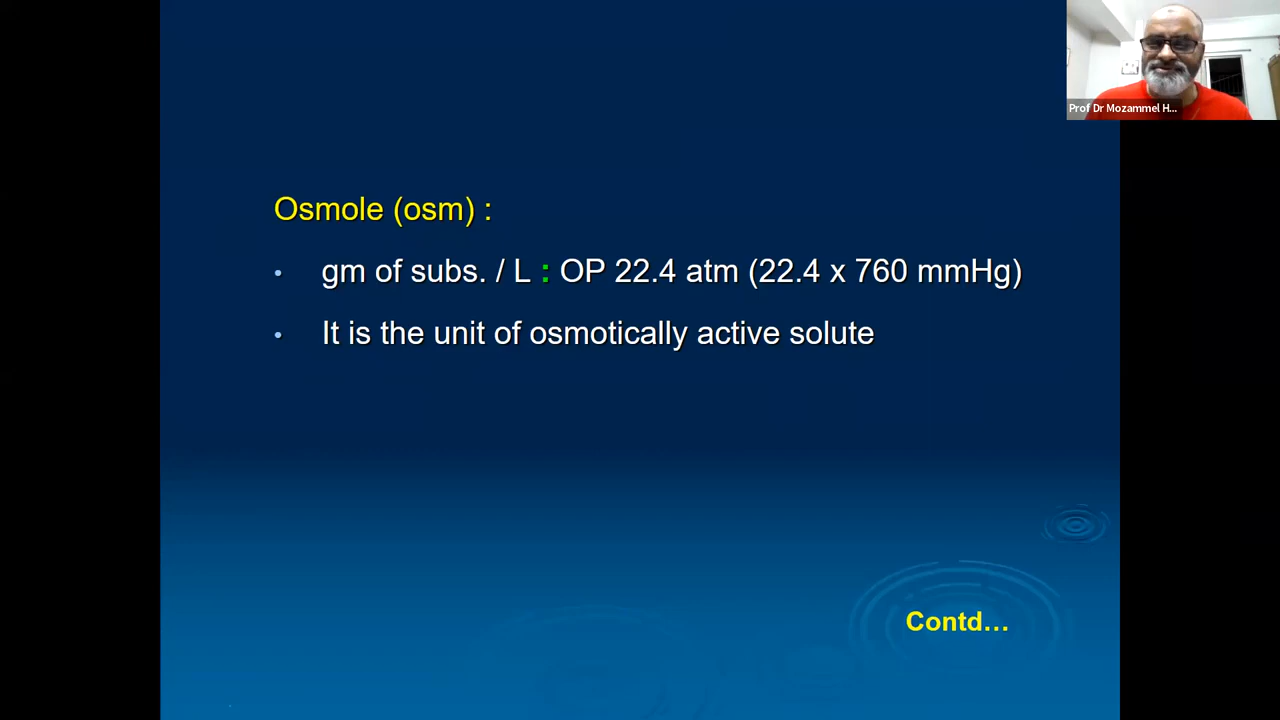 Prof Dr Mozammel H...
Osmole (osm) :
• gm of subs. / L : OP 22.4 atm (22.4 x 760 mmHg)
• It is the unit of osmotically active solute
Contd...